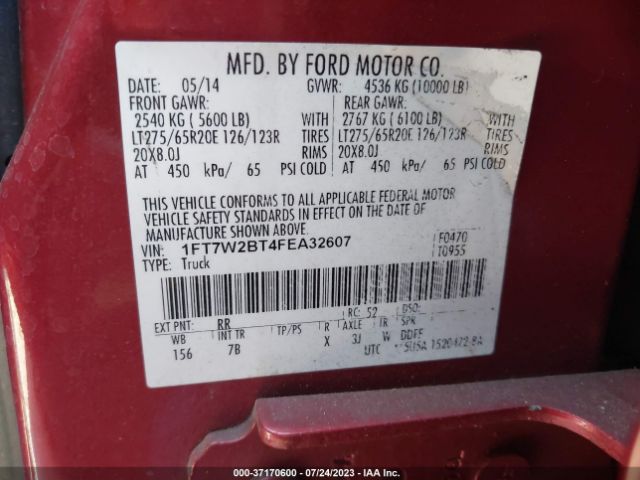 MFD. BY FORD MOTOR CO.
DATE: 05/14 GVWR: 4536 KG (10000 LB)
FRONT GAWR: REAR GAWR:
2540 KG ( 5600 LB) WITH 2767 KG ( 6100 LB) WITH
LT275/65R20E 126/123R TIRES LT275/65R20E 126/123R TIRES
20X8.0J RIMS 20X8.0J RIMS
AT 450 kPa/ 65 PSI COLD AT 450 kPa/ 65 PSI COLD
THIS VEHICLE CONFORMS TO ALL APPLICABLE FEDERAL MOTOR
VEHICLE SAFETY STANDARDS IN EFFECT ON THE DATE OF
MANUFACTURE SHOWN ABOVE.
VIN: 1FT7W2BT4FEA32607 F0470
TYPE: Truck T0955
RC: 52 DSO:
EXT PNT: RR
WB INT TR TP/PS R AXLE TR SPR
156 7B X 3J W DDFF
UTC
000-37170600 - 07/24/2023 - IAA Inc.